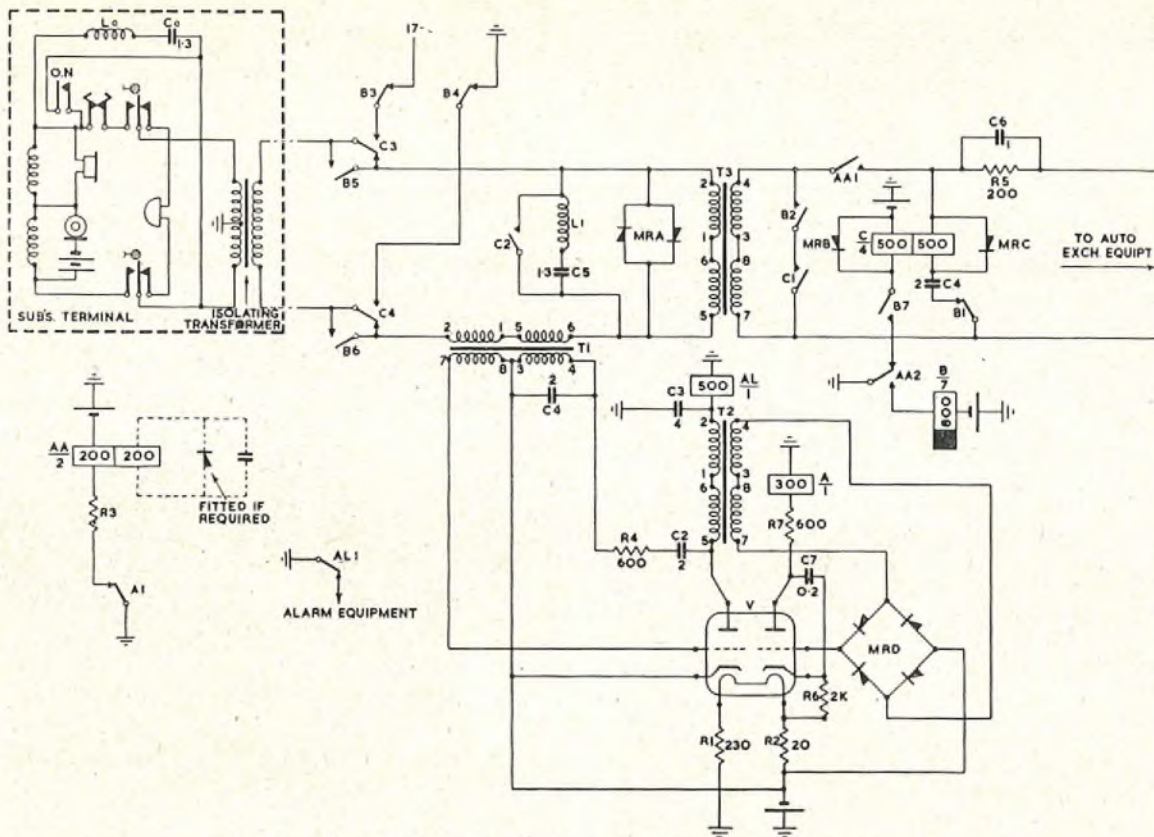 Lo
Co
1·3
O.N
SUB'S. TERMINAL
ISOLATING
TRANSFORMER
17~
B3
B4
C3
B5
C4
B6
C2
L1
1·3
C5
MRA
T3
2
1
6
5
4
3
8
7
B2
C1
AA1
MRB
C
4
500
500
MRC
2
C4
B7
B1
C6
1
R5
200
TO AUTO
EXCH. EQUIPT
AA2
B
7
600
2
1
5
6
T1
7
8
3
4
2
C4
500
AL
1
C3
4
T2
2
4
1
3
6
8
5
7
300
A
1
R7
600
C7
0·2
R4
600
C2
2
V
MRD
R6
2K
R1
230
R2
20
AA
2
200
200
R3
FITTED IF
REQUIRED
A1
AL1
ALARM EQUIPMENT